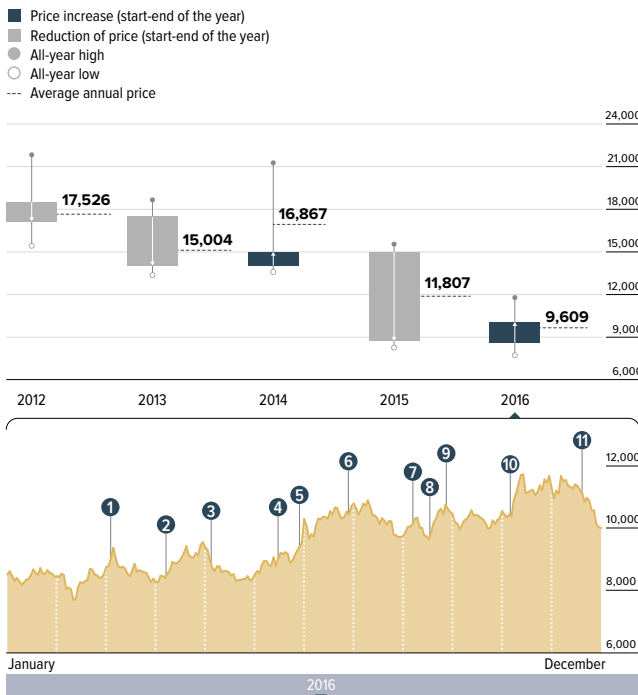 Price increase (start-end of the year)
Reduction of price (start-end of the year)
All-year high
All-year low
Average annual price
24,000
21,000
18,000
15,000
12,000
9,000
6,000
17,526
15,004
16,867
11,807
9,609
2012 2013 2014 2015 2016
1 2 3 4 5 6 7 8 9 10 11
12,000
10,000
8,000
6,000
January December
2016